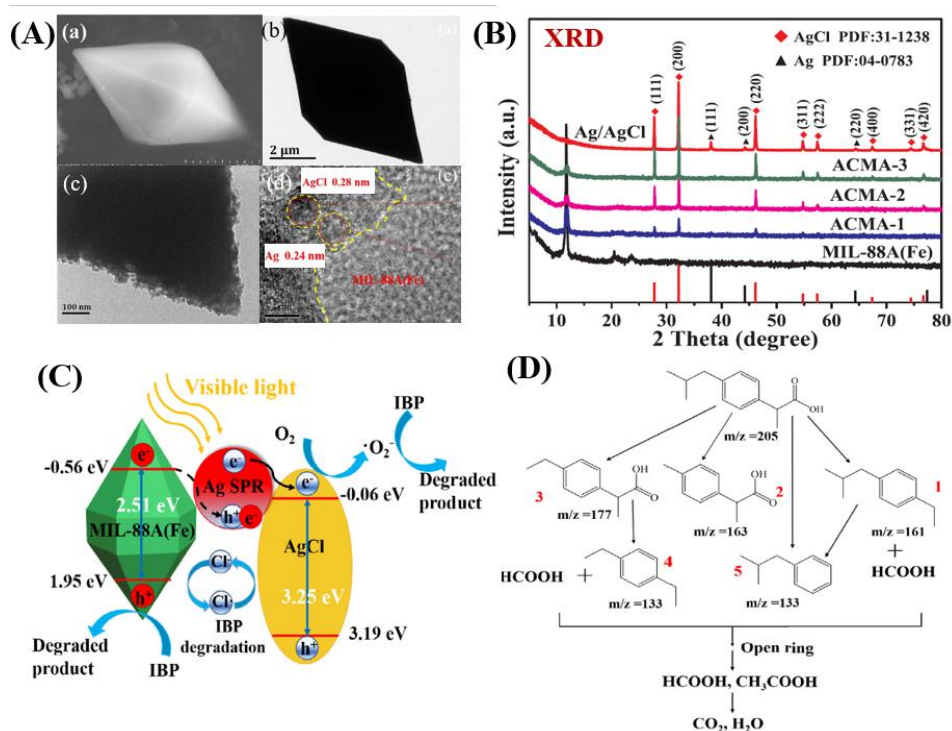 (A)
(a)
(b)
2 μm
(c)
100 nm
(d)
(c)
AgCl 0.28 nm
Ag 0.24 nm
MIL-88A(Fe)
(B)
XRD
AgCl PDF:31-1238
Ag PDF:04-0783
(111)
(200)
(111)
(200)
(220)
(311)
(222)
(220)
(400)
(331)
(420)
Ag/AgCl
ACMA-3
ACMA-2
ACMA-1
MIL-88A(Fe)
Intensity (a.u.)
10 20 30 40 50 60 70 80
2 Theta (degree)
(C)
Visible light
-0.56 eV
e-
2.51 eV
MIL-88A(Fe)
1.95 eV
h+
Degraded
product
IBP
e-
Ag SPR
h+ e-
Cl
Cl-
IBP
degradation
O2
·O2-
IBP
Degraded
product
e-
-0.06 eV
AgCl
3.25 eV
3.19 eV
h+
(D)
O
OH
m/z =205
3
OH
O
m/z =177
2
OH
O
m/z =163
1
m/z =161
+
HCOOH
HCOOH +
4
m/z =133
5
m/z =133
Open ring
HCOOH, CH3COOH
CO2, H2O